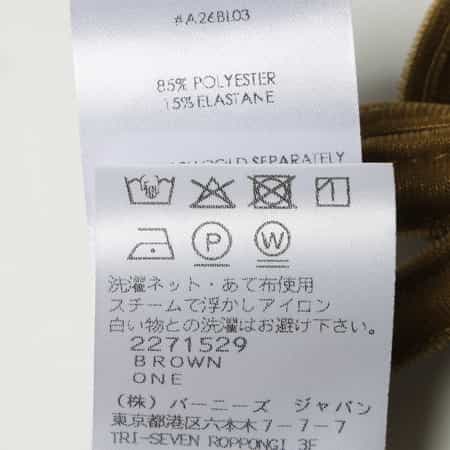 #A26BL03
85% POLYESTER
15% ELASTANE
COLD SEPARATELY
P W
洗濯ネット・あて布使用
スチームで浮かしアイロン
白い物との洗濯はお避け下さい。
2271529
BROWN
ONE
(株) バーニーズ ジャパン
東京都港区六本木7-7-7
TRI-SEVEN ROPPONGI 3F